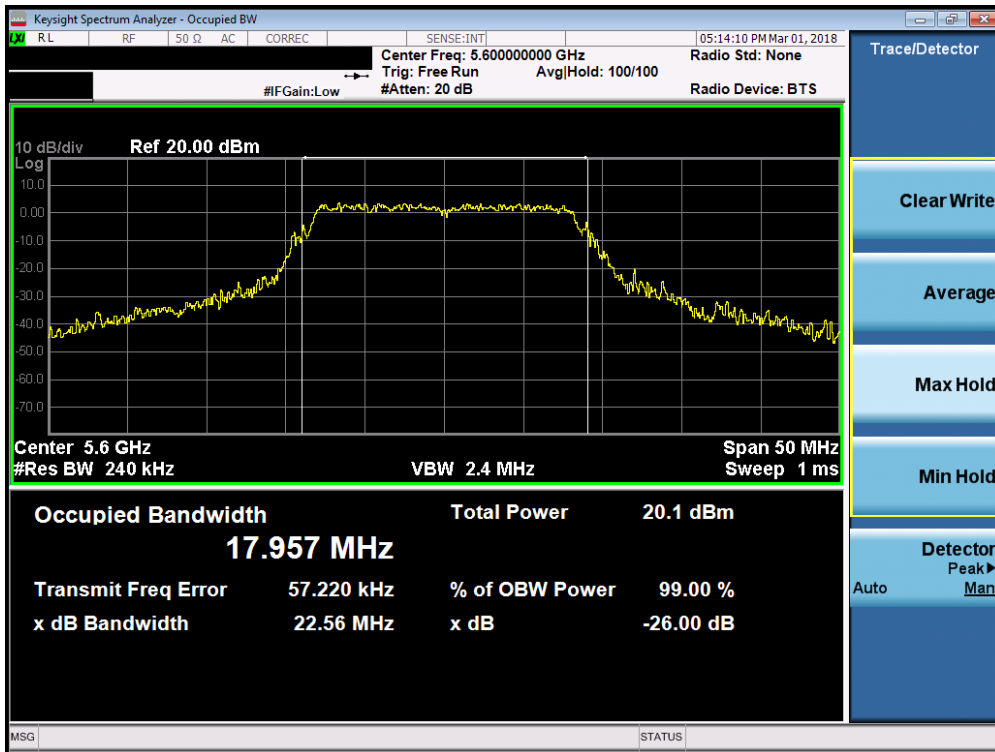 Keysight Spectrum Analyzer - Occupied BW
LXI RL RF 50 Ω AC CORREC SENSE:INT 05:14:10 PM Mar 01, 2018
Center Freq: 5.600000000 GHz Radio Std: None
Trig: Free Run Avg|Hold: 100/100
#IFGain:Low #Atten: 20 dB Radio Device: BTS
Trace/Detector
10 dB/div Ref 20.00 dBm
Log
10.0
0.00
-10.0
-20.0
-30.0
-40.0
-50.0
-60.0
-70.0
Center 5.6 GHz Span 50 MHz
#Res BW 240 kHz VBW 2.4 MHz Sweep 1 ms
Occupied Bandwidth Total Power 20.1 dBm
17.957 MHz
Transmit Freq Error 57.220 kHz % of OBW Power 99.00 %
x dB Bandwidth 22.56 MHz x dB -26.00 dB
Clear Write
Average
Max Hold
Min Hold
Detector
Peak▶
Auto Man
MSG STATUS